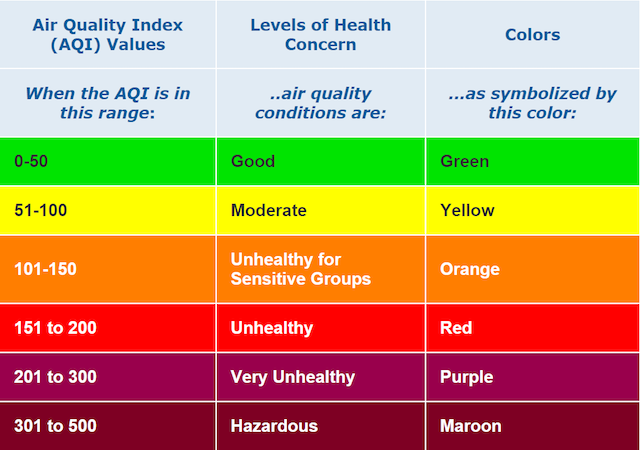 Air Quality Index
(AQI) Values
Levels of Health
Concern
Colors
When the AQI is in
this range:
..air quality
conditions are:
...as symbolized by
this color:
0-50
Good
Green
51-100
Moderate
Yellow
101-150
Unhealthy for
Sensitive Groups
Orange
151 to 200
Unhealthy
Red
201 to 300
Very Unhealthy
Purple
301 to 500
Hazardous
Maroon